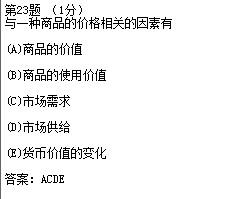 第23题 （1分）
与一种商品的价格相关的因素有
(A)商品的价值
(B)商品的使用价值
(C)市场需求
(D)市场供给
(E)货币价值的变化
答案：ACDE